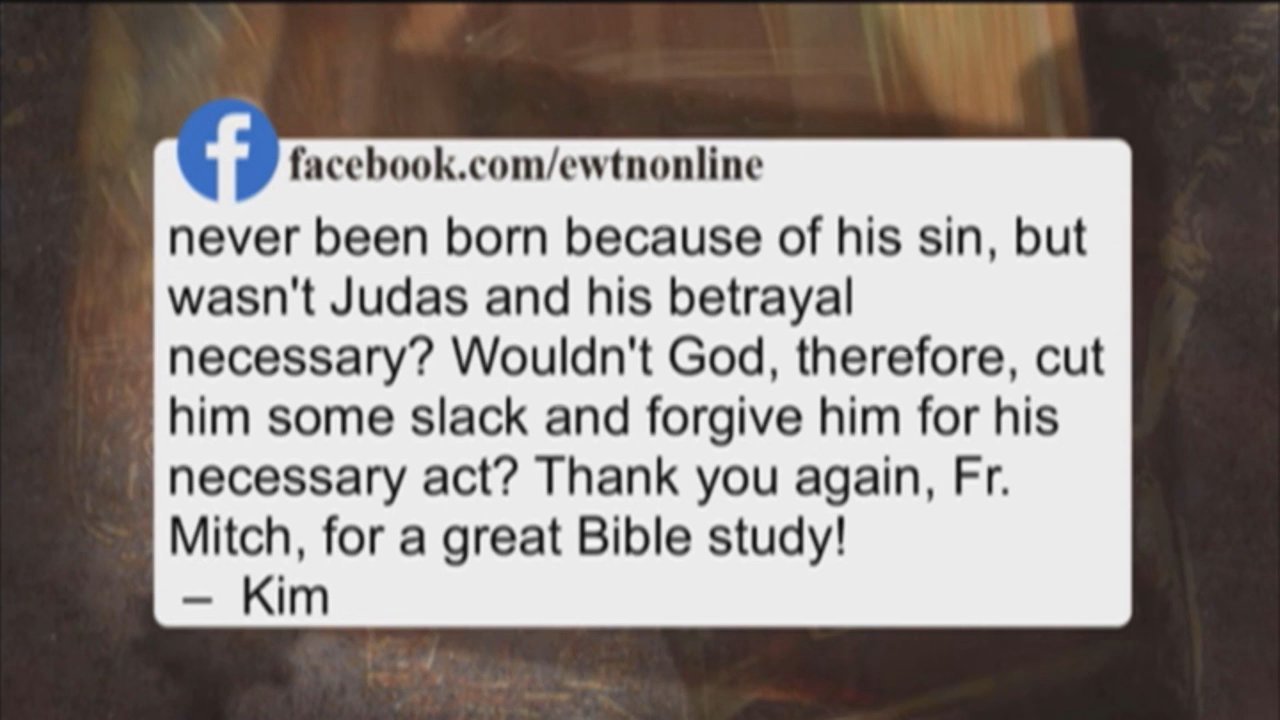 facebook.com/ewtnonline
never been born because of his sin, but
wasn't Judas and his betrayal
necessary? Wouldn't God, therefore, cut
him some slack and forgive him for his
necessary act? Thank you again, Fr.
Mitch, for a great Bible study!
– Kim